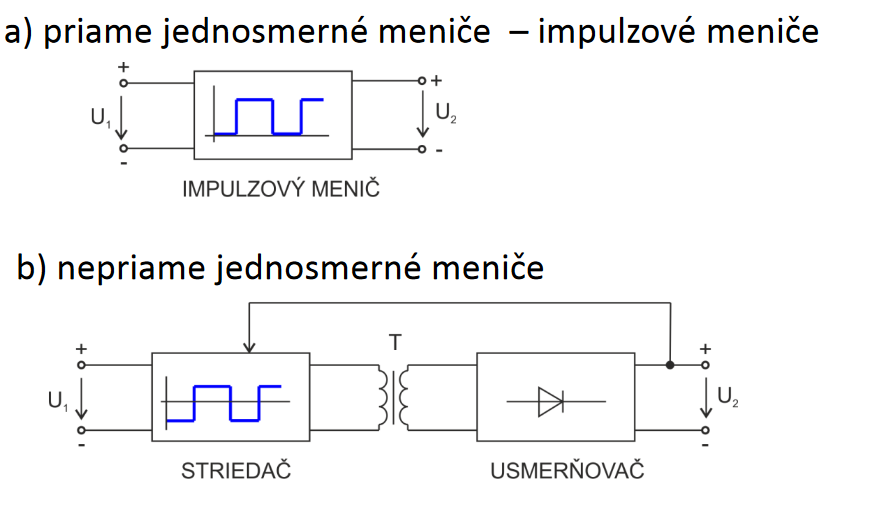 a) priame jednosmerné meniče – impulzové meniče
+
+
U1
U2
-
-
IMPULZOVÝ MENIČ
b) nepriame jednosmerné meniče
T
+
+
U1
U2
-
-
STRIEDAČ
USMERŇOVAČ